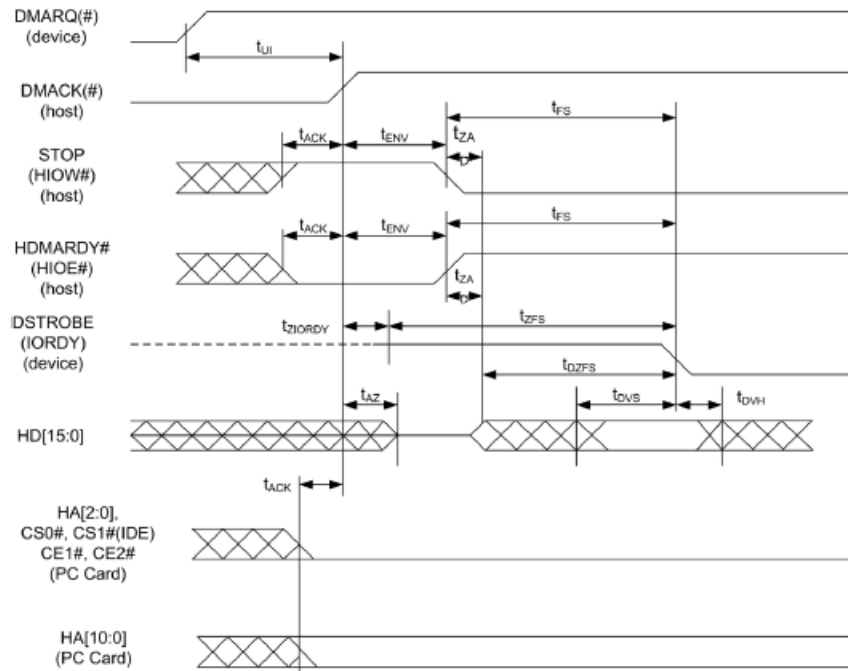 DMARQ(#)
(device)
tUI
DMACK(#)
(host)
tFS
tACK
tENV
tZA
D
STOP
(HIOW#)
(host)
tFS
tACK
tENV
HDMARDY#
(HIOE#)
(host)
tZA
D
DSTROBE
(IORDY)
(device)
tZIORDY
tZFS
tDZFS
tAZ
tDVS
tDVH
HD[15:0]
tACK
HA[2:0],
CS0#, CS1#(IDE)
CE1#, CE2#
(PC Card)
HA[10:0]
(PC Card)